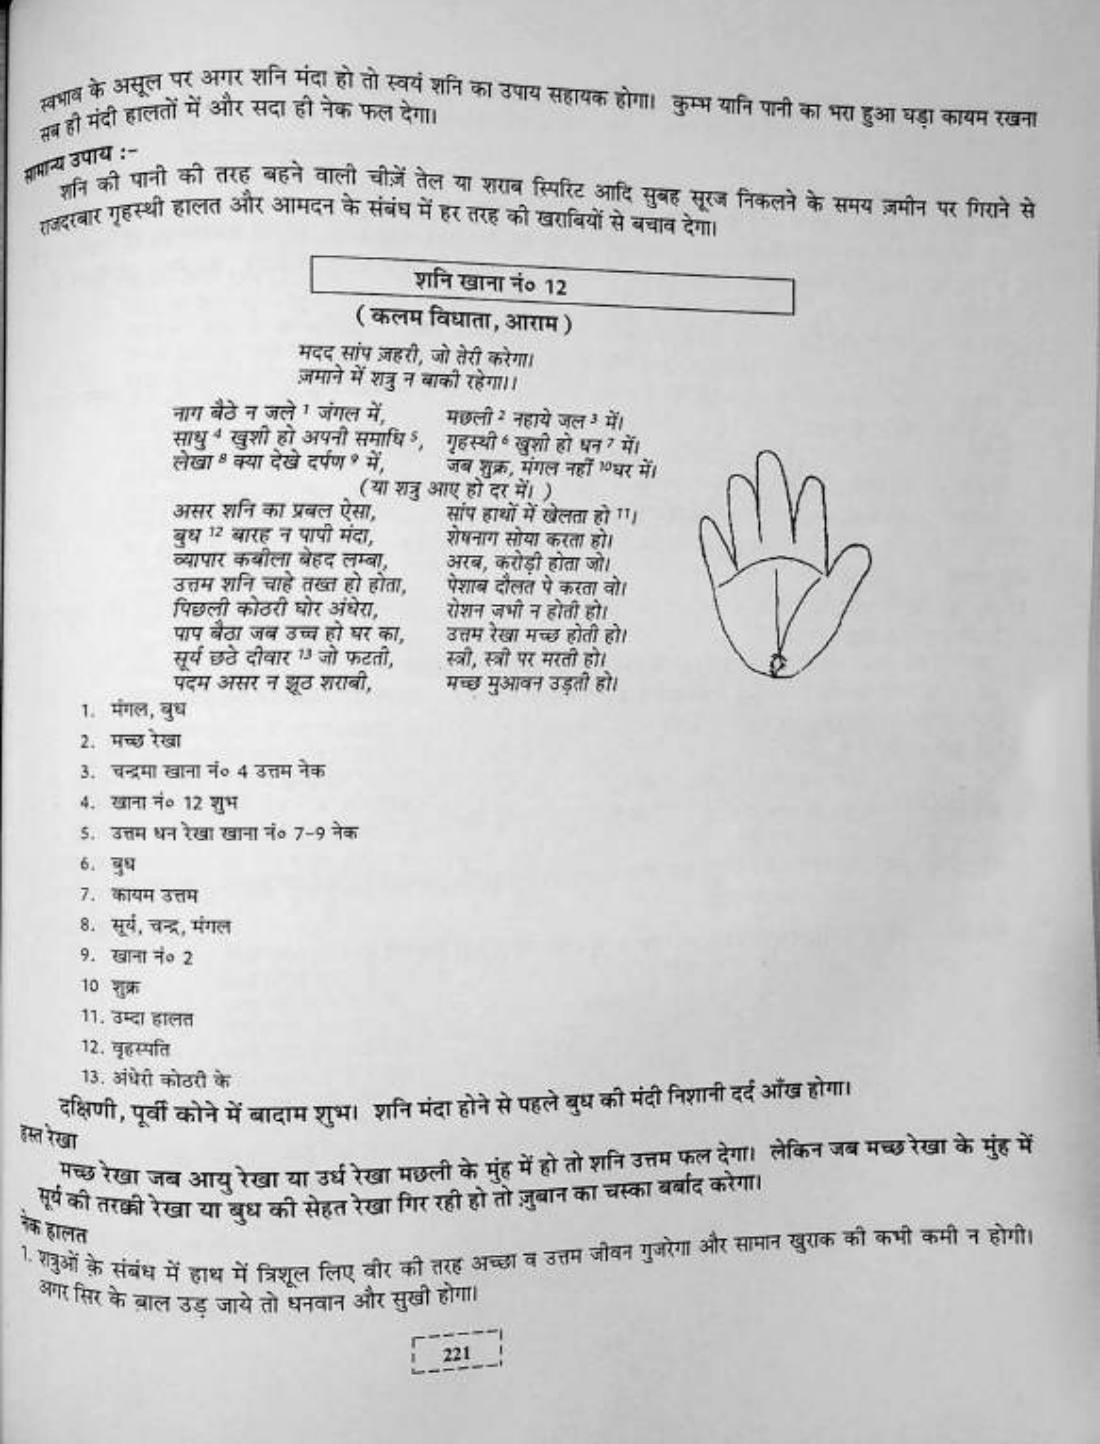 स्वभाव के असूल पर अगर शनि मंदा हो तो स्वयं शनि का उपाय सहायक होगा। कुम्भ यानि पानी का भरा हुआ घड़ा कायम रखना
सब ही मंदी हालतों में और सदा ही नेक फल देगा।
सामान्य उपाय :-
शनि की पानी की तरह बहने वाली चीज़ें तेल या शराब स्पिरिट आदि सुबह सूरज निकलने के समय ज़मीन पर गिराने से
राजदरबार गृहस्थी हालत और आमदन के संबंध में हर तरह की खराबियों से बचाव देगा।
शनि खाना नं० 12
( कलम विधाता, आराम )
मदद सांप ज़हरी, जो तेरी करेगा।
ज़माने में शत्रु न बाकी रहेगा।।
नाग बैठे न जले 1 जंगल में, मछली 2 नहाये जल 3 में।
साधु 4 खुशी हो अपनी समाधि 5, गृहस्थी 6 खुशी हो धन 7 में।
लेखा 8 क्या देखे दर्पण 9 में, जब शुक्र, मंगल नहीं 10घर में।
(या शत्रु आए हो दर में। )
असर शनि का प्रबल ऐसा, सांप हाथों में खेलता हो 11।
बुध 12 बारह न पापी मंदा, शेषनाग सोया करता हो।
व्यापार कबीला बेहद लम्बा, अरब, करोड़ी होता जो।
उत्तम शनि चाहे तख्त हो होता, पेशाब दौलत पे करता वो।
पिछली कोठरी घोर अंधेरा, रोशन जभी न होती हो।
पाप बैठा जब उच्च हो घर का, उत्तम रेखा मच्छ होती हो।
सूर्य छठे दीवार 13 जो फटती, स्त्री, स्त्री पर मरती हो।
पदम असर न झूठ शराबी, मच्छ मुआवन उड़ती हो।
1. मंगल, बुध
2. मच्छ रेखा
3. चन्द्रमा खाना नं० 4 उत्तम नेक
4. खाना नं० 12 शुभ
5. उत्तम धन रेखा खाना नं० 7-9 नेक
6. बुध
7. कायम उत्तम
8. सूर्य, चन्द्र, मंगल
9. खाना नं० 2
10 शुक्र
11. उम्दा हालत
12. वृहस्पति
13. अंधेरी कोठरी के
दक्षिणी, पूर्वी कोने में बादाम शुभ। शनि मंदा होने से पहले बुध की मंदी निशानी दर्द आँख होगा।
हस्त रेखा
मच्छ रेखा जब आयु रेखा या उर्ध रेखा मछली के मुंह में हो तो शनि उत्तम फल देगा। लेकिन जब मच्छ रेखा के मुंह में
सूर्य की तरक्की रेखा या बुध की सेहत रेखा गिर रही हो तो ज़ुबान का चस्का बर्बाद करेगा।
नेक हालत
1. शत्रुओं के संबंध में हाथ में त्रिशूल लिए वीर की तरह अच्छा व उत्तम जीवन गुजरेगा और सामान खुराक की कभी कमी न होगी।
अगर सिर के बाल उड़ जाये तो धनवान और सुखी होगा।
221